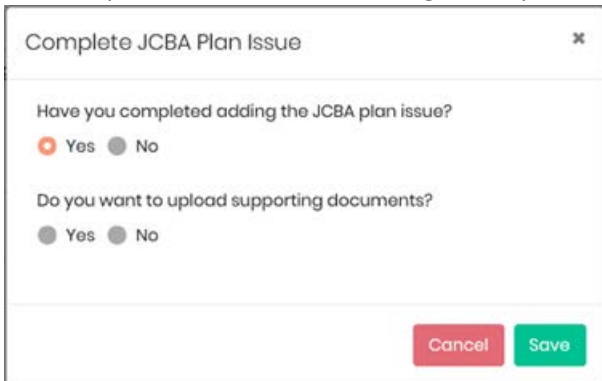 Complete JCBA Plan Issue ×
Have you completed adding the JCBA plan issue?
Yes No
Do you want to upload supporting documents?
Yes No
Cancel Save